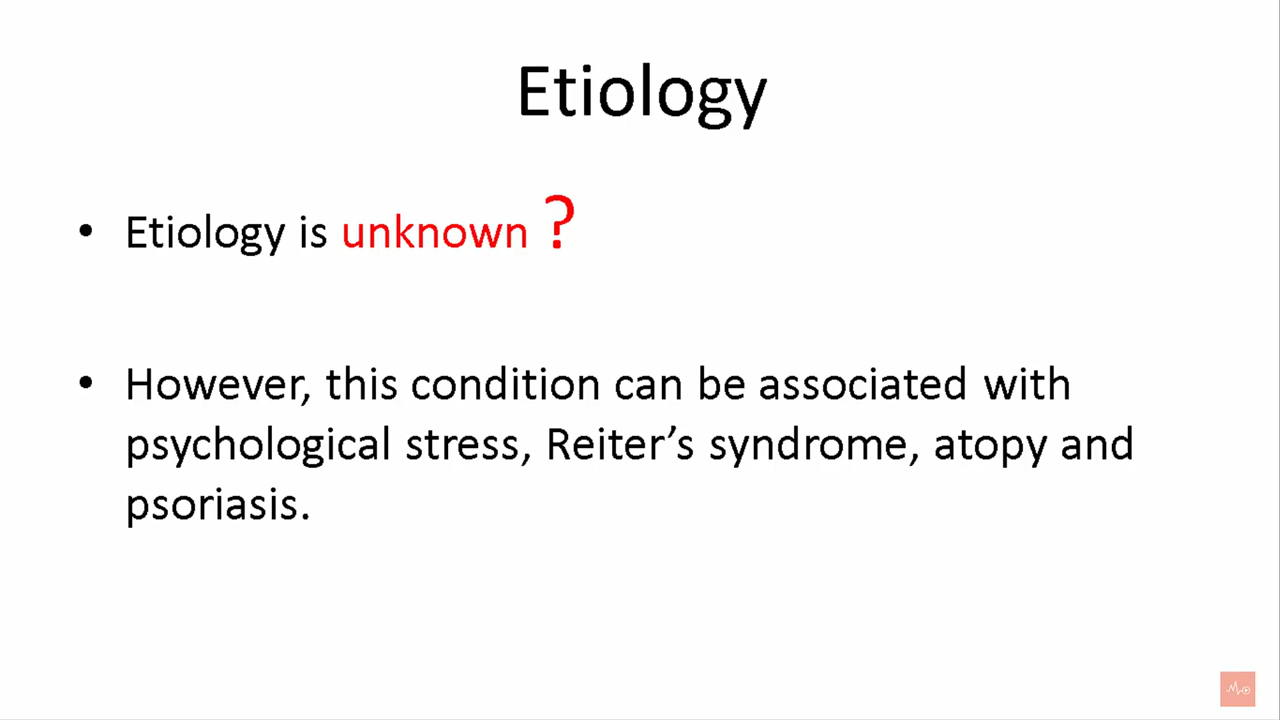 Etiology
• Etiology is unknown ?
• However, this condition can be associated with
psychological stress, Reiter’s syndrome, atopy and
psoriasis.